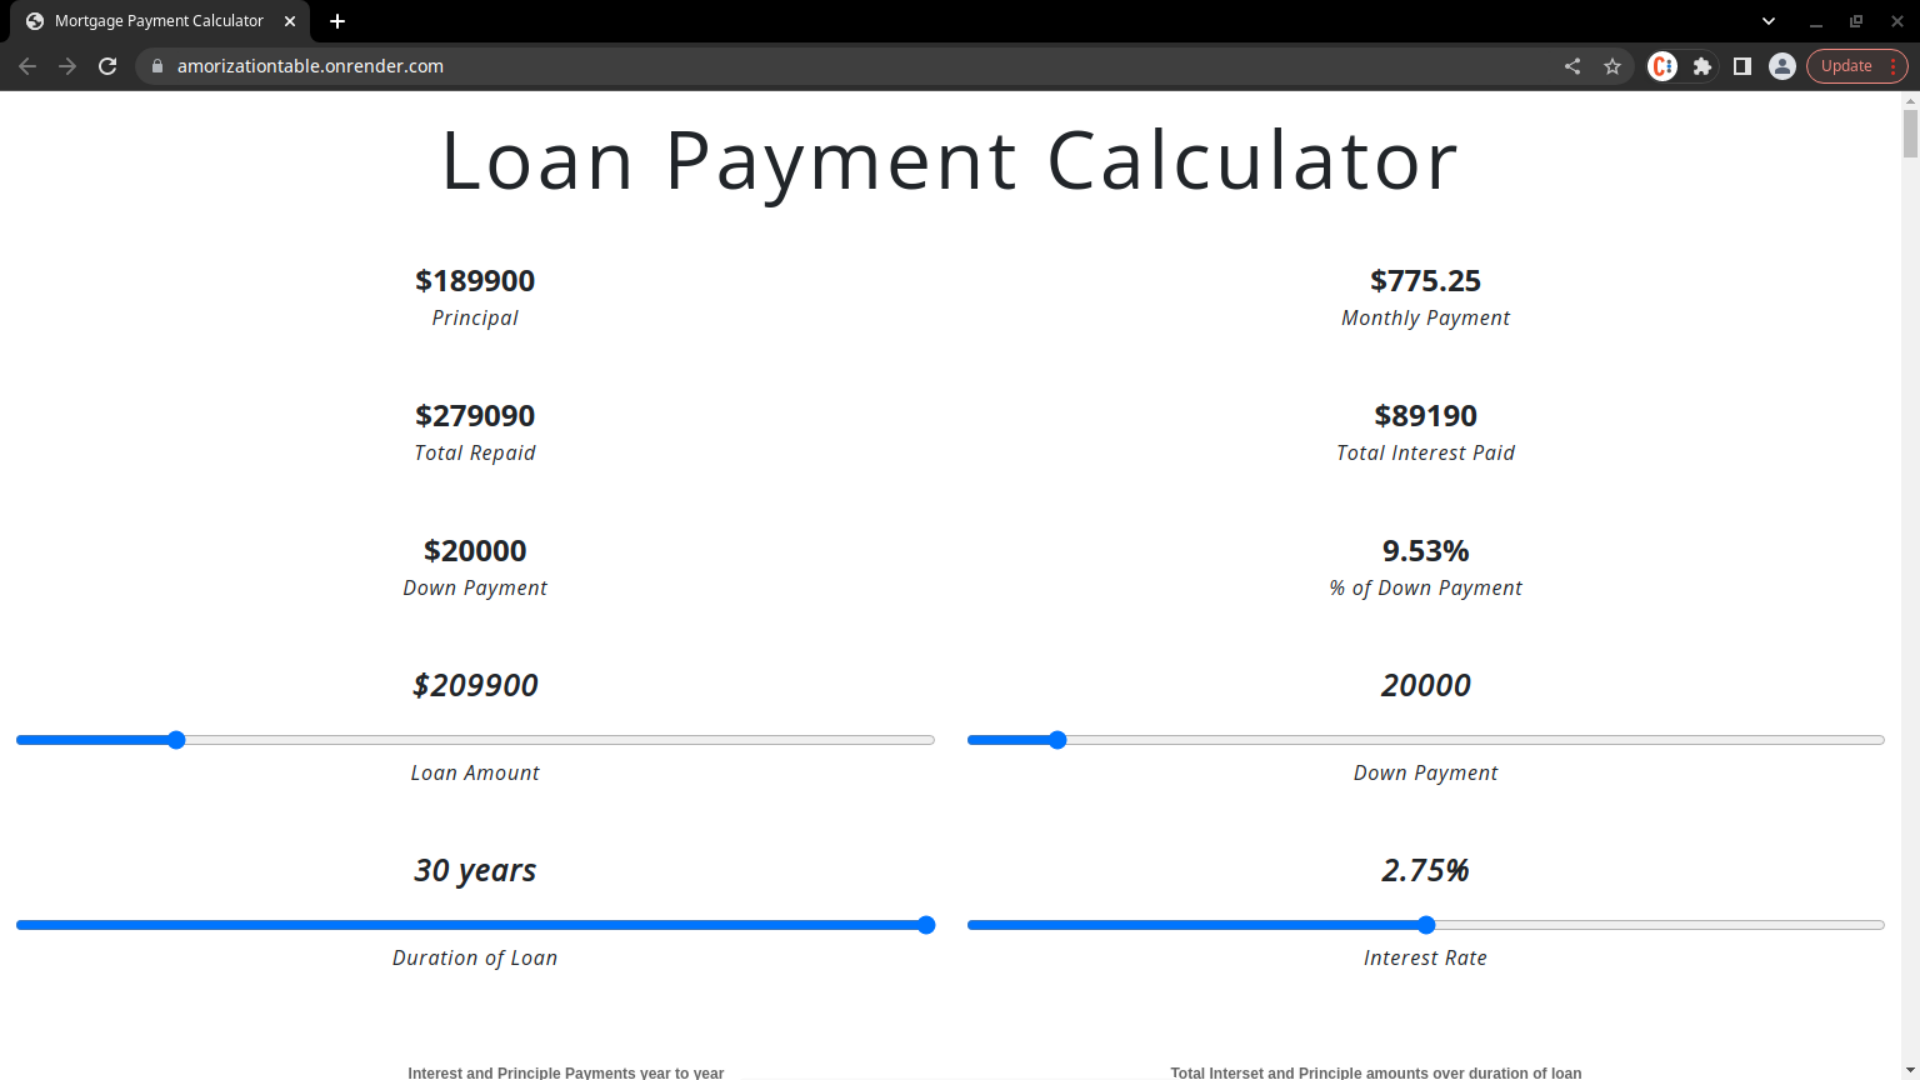 Mortgage Payment Calculator
amorizationtable.onrender.com
Update
Loan Payment Calculator
$189900
Principal
$775.25
Monthly Payment
$279090
Total Repaid
$89190
Total Interest Paid
$20000
Down Payment
9.53%
% of Down Payment
$209900
Loan Amount
20000
Down Payment
30 years
Duration of Loan
2.75%
Interest Rate
Interest and Principle Payments year to year
Total Interset and Principle amounts over duration of loan